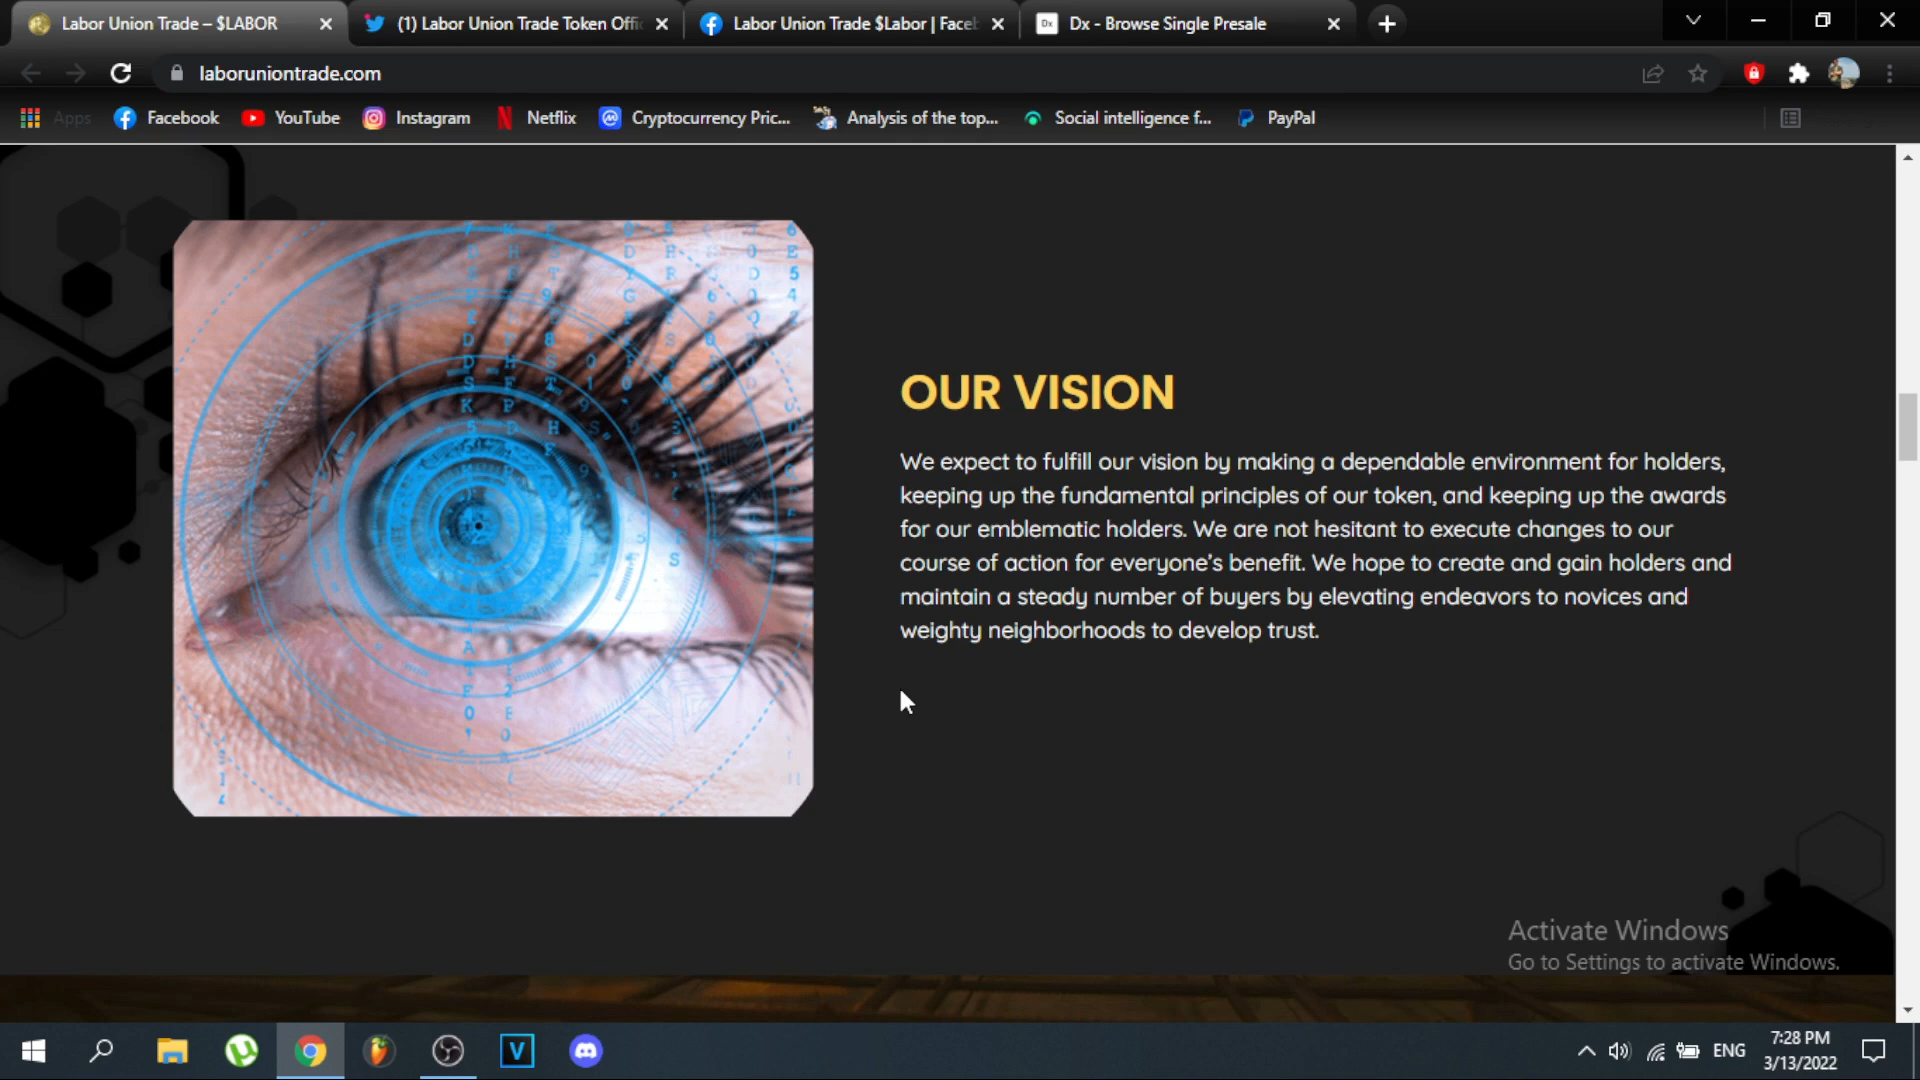 Labor Union Trade – $LABOR
(1) Labor Union Trade Token Offi
Labor Union Trade $Labor | Faceb
Dx - Browse Single Presale
laboruniontrade.com
Apps
Facebook
YouTube
Instagram
Netflix
Cryptocurrency Pric...
Analysis of the top...
Social intelligence f...
PayPal
OUR VISION
We expect to fulfill our vision by making a dependable environment for holders,
keeping up the fundamental principles of our token, and keeping up the awards
for our emblematic holders. We are not hesitant to execute changes to our
course of action for everyone’s benefit. We hope to create and gain holders and
maintain a steady number of buyers by elevating endeavors to novices and
weighty neighborhoods to develop trust.
Activate Windows
Go to Settings to activate Windows.
ENG
7:28 PM
3/13/2022